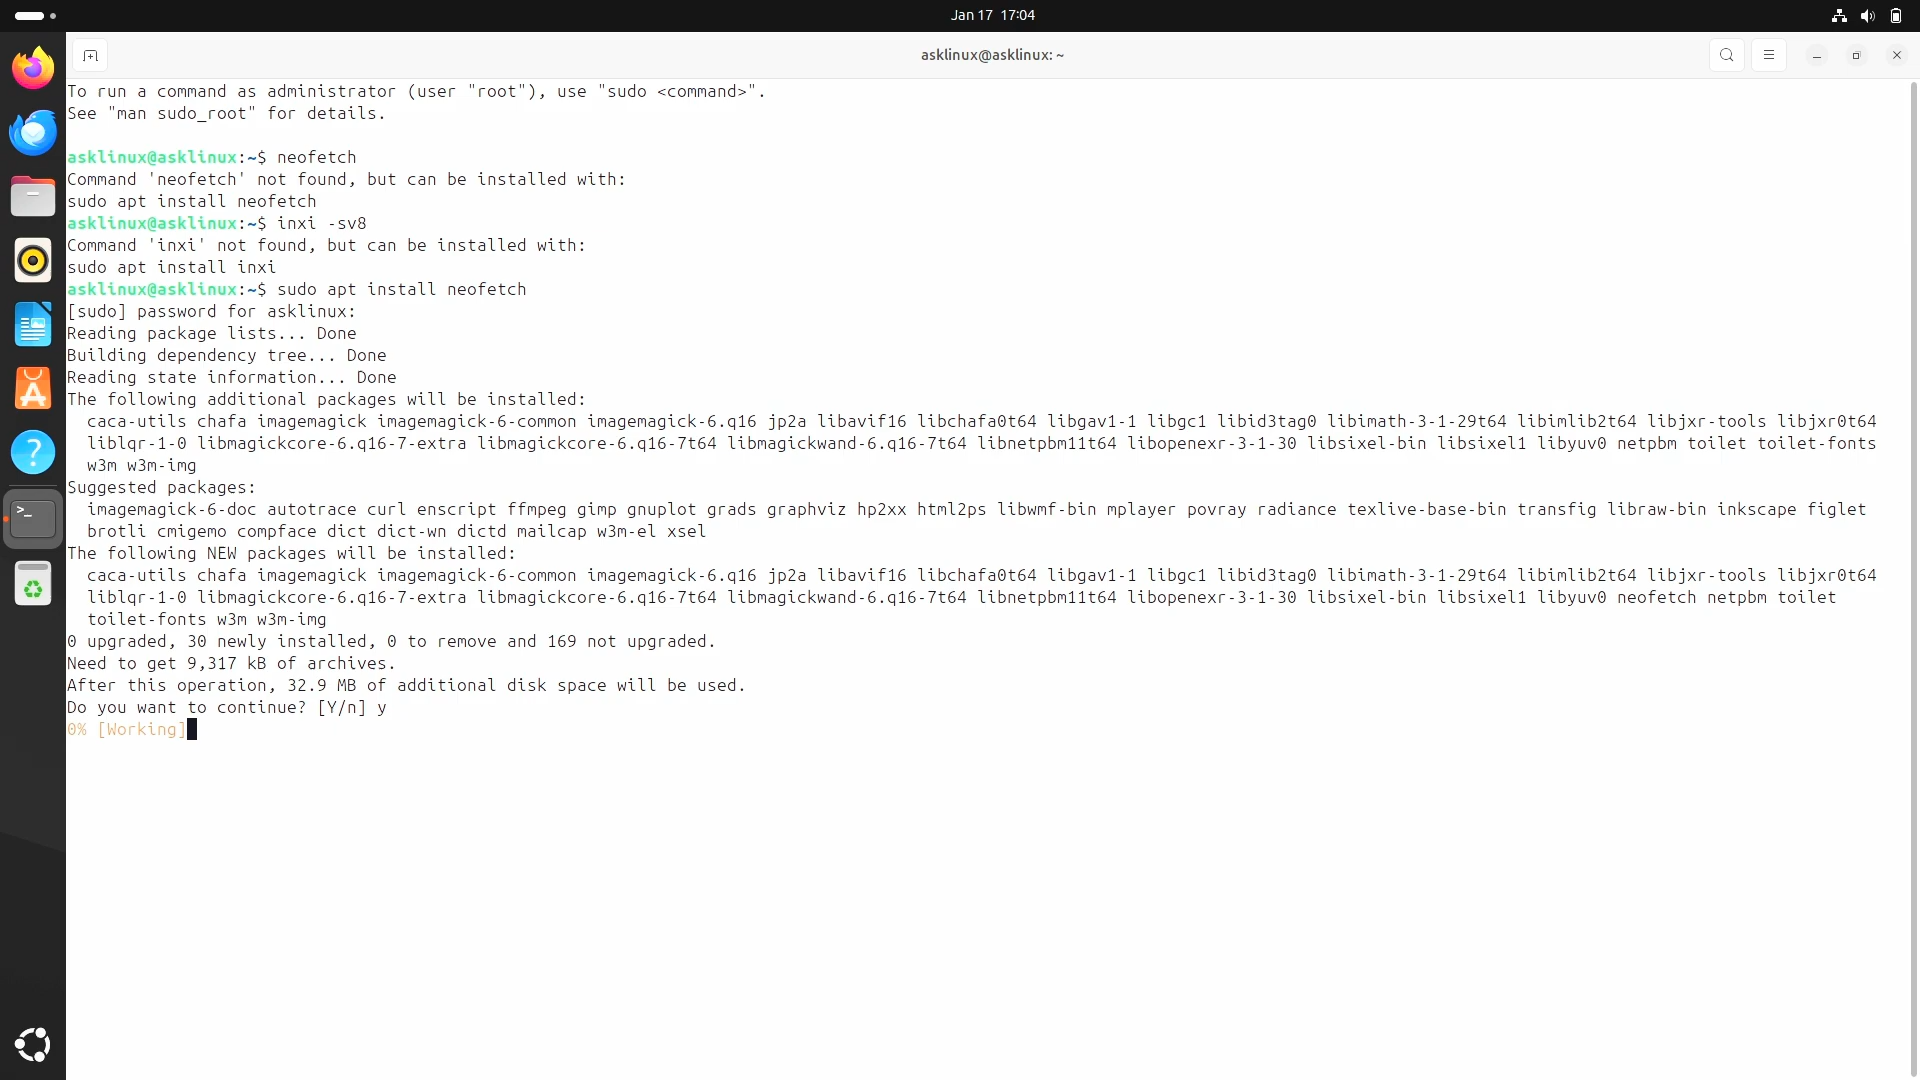 Jan 17 17:04
asklinux@asklinux: ~
To run a command as administrator (user "root"), use "sudo <command>".
See "man sudo_root" for details.
asklinux@asklinux:~$ neofetch
Command 'neofetch' not found, but can be installed with:
sudo apt install neofetch
asklinux@asklinux:~$ inxi -sv8
Command 'inxi' not found, but can be installed with:
sudo apt install inxi
asklinux@asklinux:~$ sudo apt install neofetch
[sudo] password for asklinux:
Reading package lists... Done
Building dependency tree... Done
Reading state information... Done
The following additional packages will be installed:
caca-utils chafa imagemagick imagemagick-6-common imagemagick-6.q16 jp2a libavif16 libchafa0t64 libgav1-1 libgc1 libid3tag0 libimath-3-1-29t64 libimlib2t64 libjxr-tools libjxr0t64
liblqr-1-0 libmagickcore-6.q16-7-extra libmagickcore-6.q16-7t64 libmagickwand-6.q16-7t64 libnetpbm11t64 libopenexr-3-1-30 libsixel-bin libsixel1 libyuv0 netpbm toilet toilet-fonts
w3m w3m-img
Suggested packages:
imagemagick-6-doc autotrace curl enscript ffmpeg gimp gnuplot grads graphviz hp2xx html2ps libwmf-bin mplayer povray radiance texlive-base-bin transfig libraw-bin inkscape figlet
brotli cmigemo compface dict dict-wn dictd mailcap w3m-el xsel
The following NEW packages will be installed:
caca-utils chafa imagemagick imagemagick-6-common imagemagick-6.q16 jp2a libavif16 libchafa0t64 libgav1-1 libgc1 libid3tag0 libimath-3-1-29t64 libimlib2t64 libjxr-tools libjxr0t64
liblqr-1-0 libmagickcore-6.q16-7-extra libmagickcore-6.q16-7t64 libmagickwand-6.q16-7t64 libnetpbm11t64 libopenexr-3-1-30 libsixel-bin libsixel1 libyuv0 neofetch netpbm toilet
toilet-fonts w3m w3m-img
0 upgraded, 30 newly installed, 0 to remove and 169 not upgraded.
Need to get 9,317 kB of archives.
After this operation, 32.9 MB of additional disk space will be used.
Do you want to continue? [Y/n] y
0% [Working]